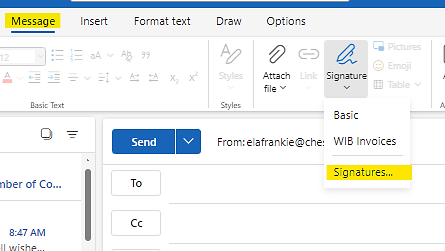 Message Insert Format text Draw Options
12
Styles
Attach file
Link
Signature
Pictures
Emoji
Table
Basic Text
Styles
Basic
WIB Invoices
Signatures...
Send
From: elafrankie@ches
mber of Co...
To
Cc
8:47 AM
ll wishe...